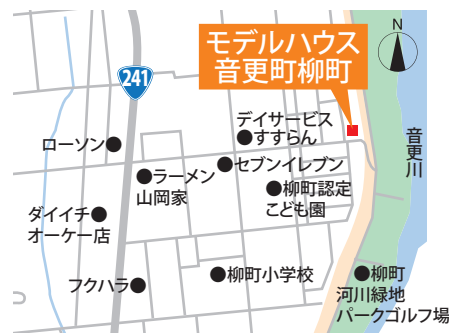 N
モデルハウス
音更町柳町
241
デイサービス
すすらん
音更川
ローソン
セブンイレブン
ラーメン
山岡家
柳町認定
こども園
ダイイチ
オーケー店
フクハラ
柳町小学校
柳町
河川緑地
パークゴルフ場